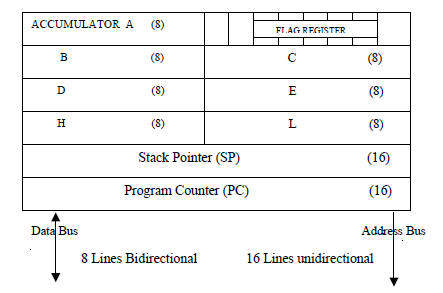 ACCUMULATOR A (8) FLAG REGISTER
B (8) C (8)
D (8) E (8)
H (8) L (8)
Stack Pointer (SP) (16)
Program Counter (PC) (16)
Data Bus Address Bus
8 Lines Bidirectional 16 Lines unidirectional